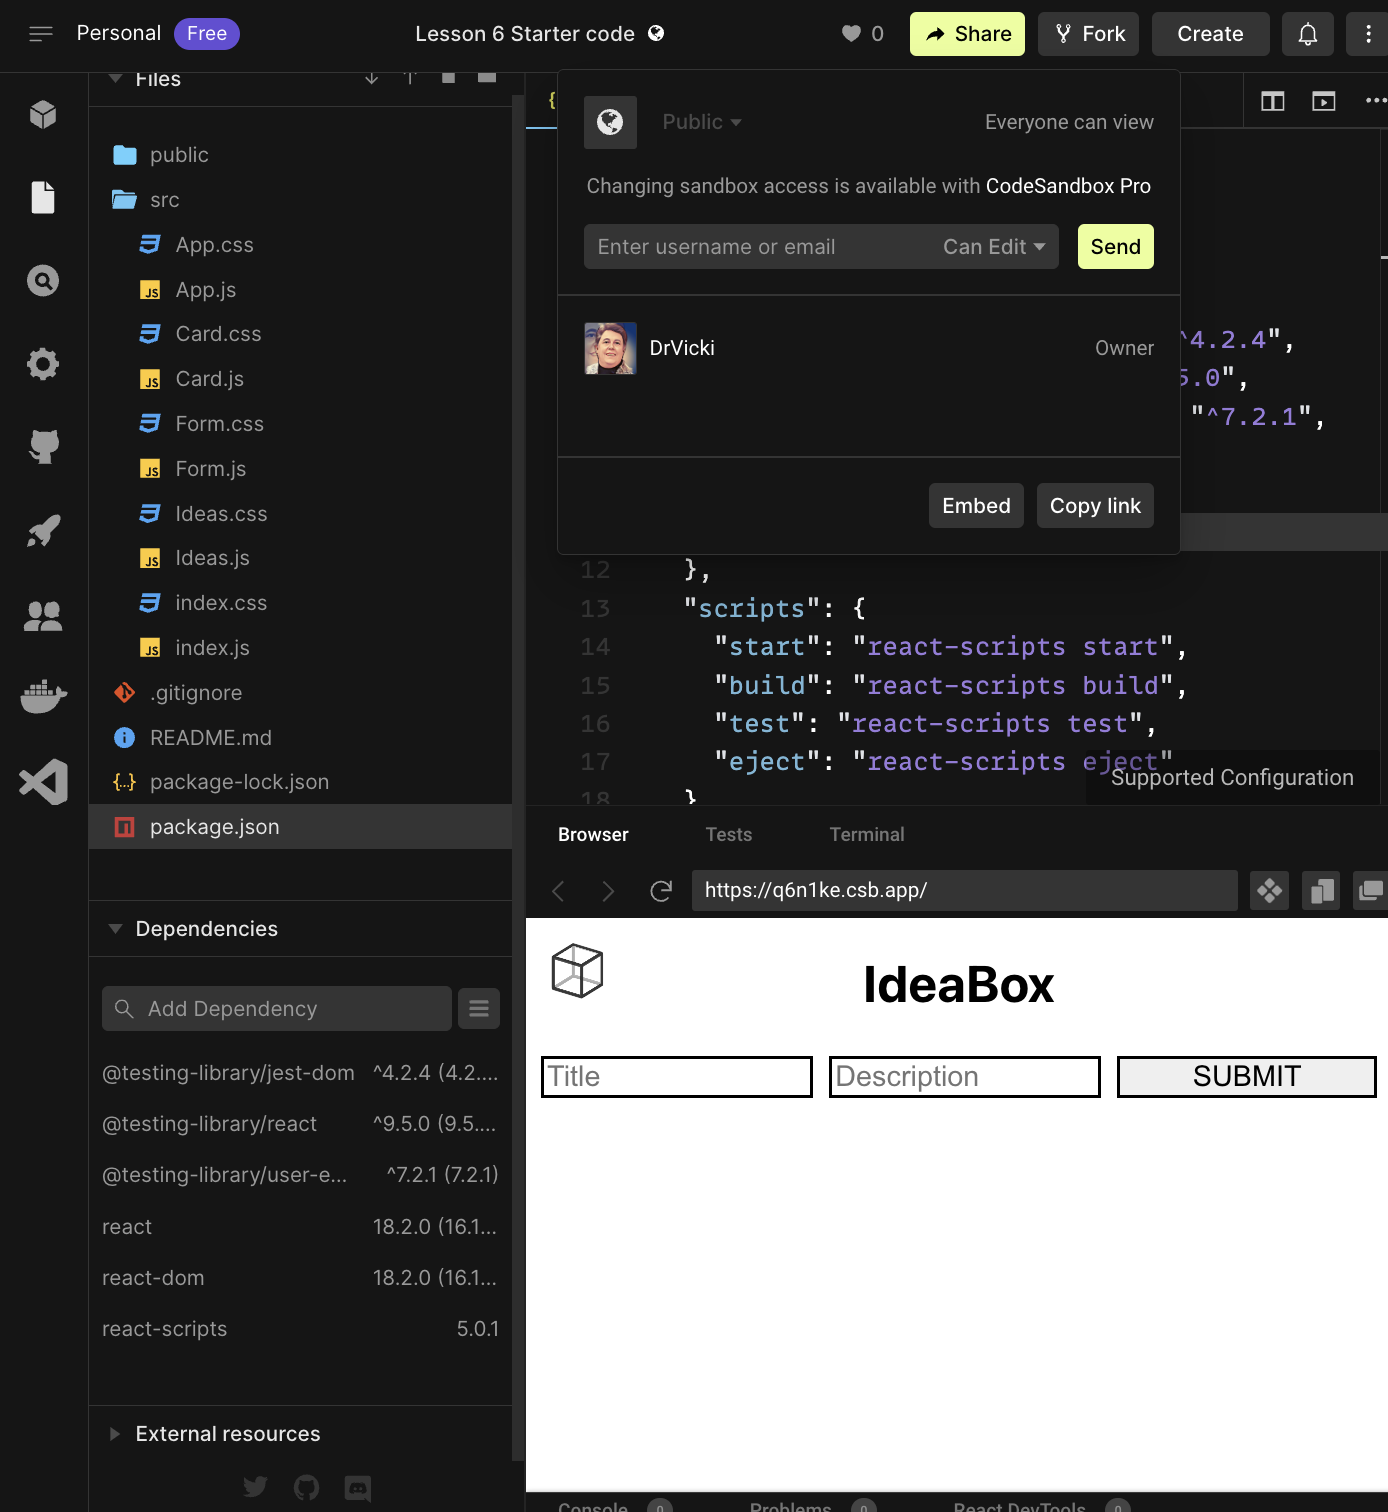 Personal Free
Lesson 6 Starter code
0
Share
Fork
Create
Files
public
src
App.css
App.js
Card.css
Card.js
Form.css
Form.js
Ideas.css
Ideas.js
index.css
index.js
.gitignore
README.md
package-lock.json
package.json
Dependencies
Add Dependency
@testing-library/jest-dom ^4.2.4 (4.2....
@testing-library/react ^9.5.0 (9.5....
@testing-library/user-e... ^7.2.1 (7.2.1)
react 18.2.0 (16.1...
react-dom 18.2.0 (16.1...
react-scripts 5.0.1
External resources
{
Public
Everyone can view
Changing sandbox access is available with CodeSandbox Pro
Enter username or email Can Edit
Send
DrVicki
Owner
Embed
Copy link
^4.2.4",
5.0",
"^7.2.1",
12 },
13 "scripts": {
14 "start": "react-scripts start",
15 "build": "react-scripts build",
16 "test": "react-scripts test",
17 "eject": "react-scripts eject"
18 }
Supported Configuration
Browser Tests Terminal
https://q6n1ke.csb.app/
IdeaBox
Title
Description
SUBMIT
Console 0 Problems 0 React DevTools 0